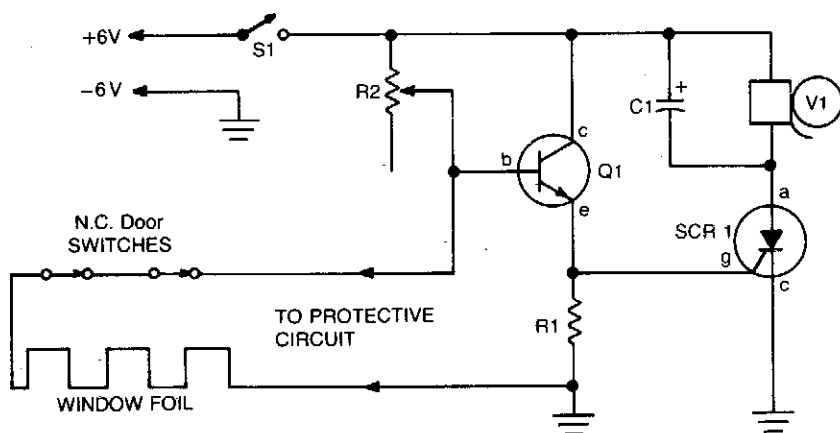 +6V
S1
-6V
R2
C1
+
V1
c
b
Q1
e
a
N.C. Door
SWITCHES
SCR 1
g
c
TO PROTECTIVE
CIRCUIT
R1
WINDOW FOIL